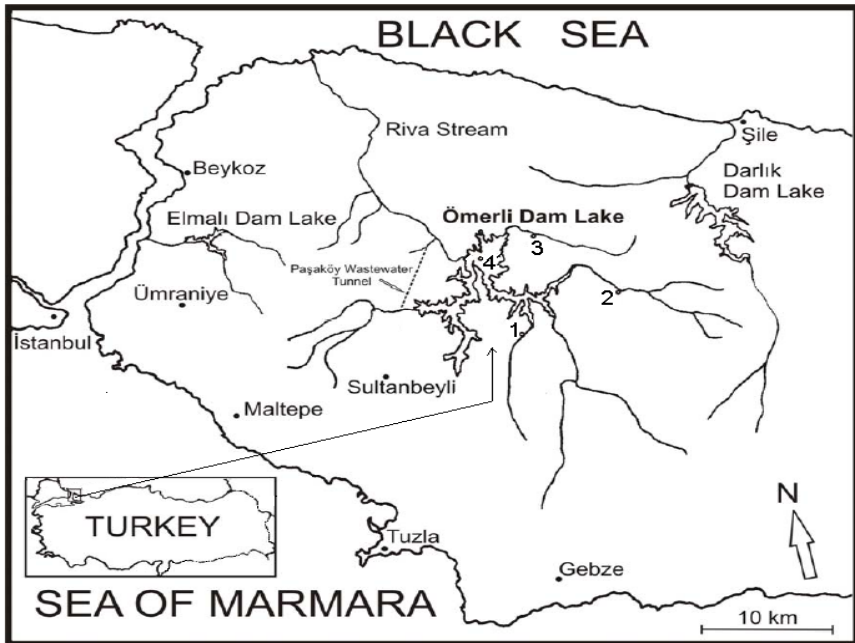 BLACK SEA
Riva Stream
Şile
Beykoz
Darlık
Dam Lake
Elmalı Dam Lake
Ömerli Dam Lake
3
4
Paşaköy Wastewater
Tunnel
Ümraniye
2
İstanbul
1
Sultanbeyli
Maltepe
N
TURKEY
Tuzla
Gebze
SEA OF MARMARA
10 km